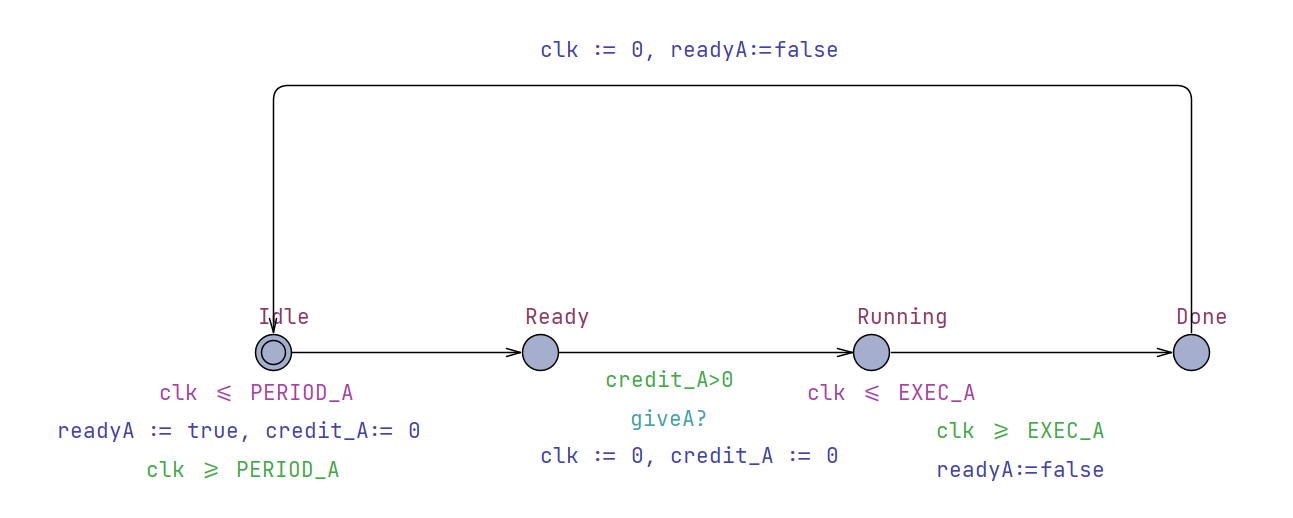 clk := 0, readyA:=false
Idle
Ready
Running
Done
clk ⩽ PERIOD_A
readyA := true, credit_A:= 0
clk ⩾ PERIOD_A
credit_A>0
giveA?
clk := 0, credit_A := 0
clk ⩽ EXEC_A
clk ⩾ EXEC_A
readyA:=false